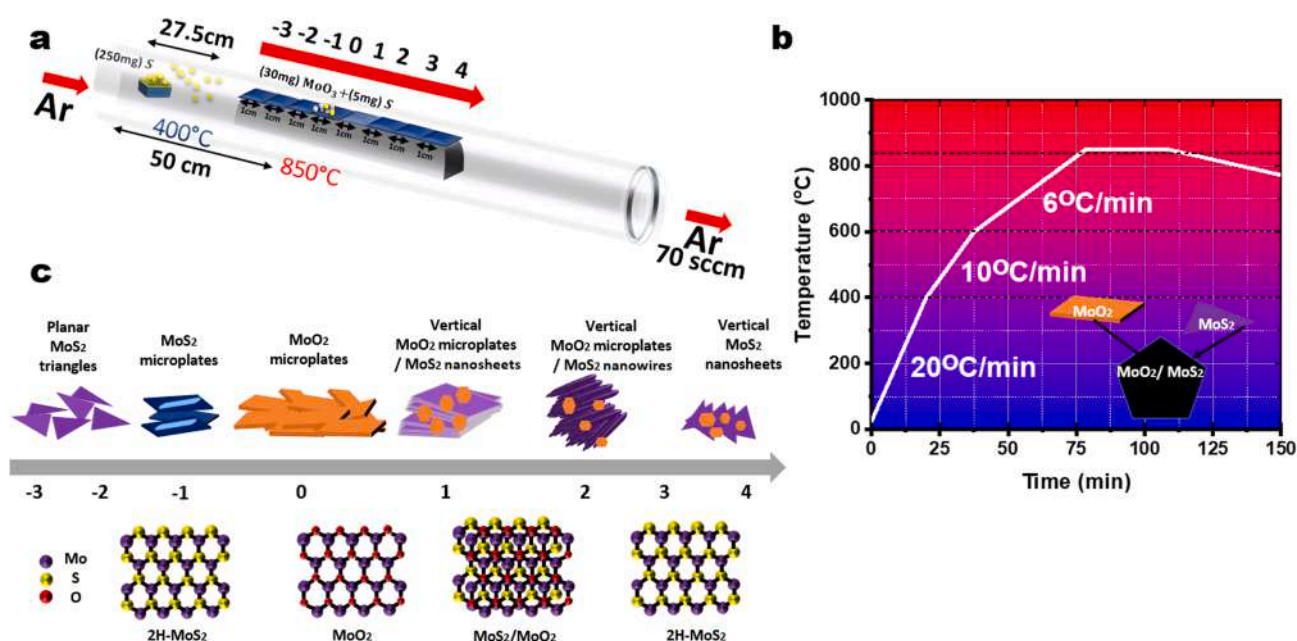 a
27.5cm
-3 -2 -1 0 1 2 3 4
(250mg) S
(30mg) MoO₃+(5mg) S
Ar
1cm 1cm 1cm 1cm 1cm 1cm 1cm 1cm
400°C
50 cm
850°C
Ar
70 sccm
b
1000
800
600
400
200
0
Temperature (°C)
6⁰C/min
10⁰C/min
20⁰C/min
MoO₂
MoS₂
MoO₂/ MoS₂
0 25 50 75 100 125 150
Time (min)
c
Planar
MoS₂
triangles
MoS₂
microplates
MoO₂
microplates
Vertical
MoO₂ microplates
/ MoS₂ nanosheets
Vertical
MoO₂ microplates
/ MoS₂ nanowires
Vertical
MoS₂
nanosheets
-3 -2 -1 0 1 2 3 4
Mo
S
O
2H-MoS₂
MoO₂
MoS₂/MoO₂
2H-MoS₂